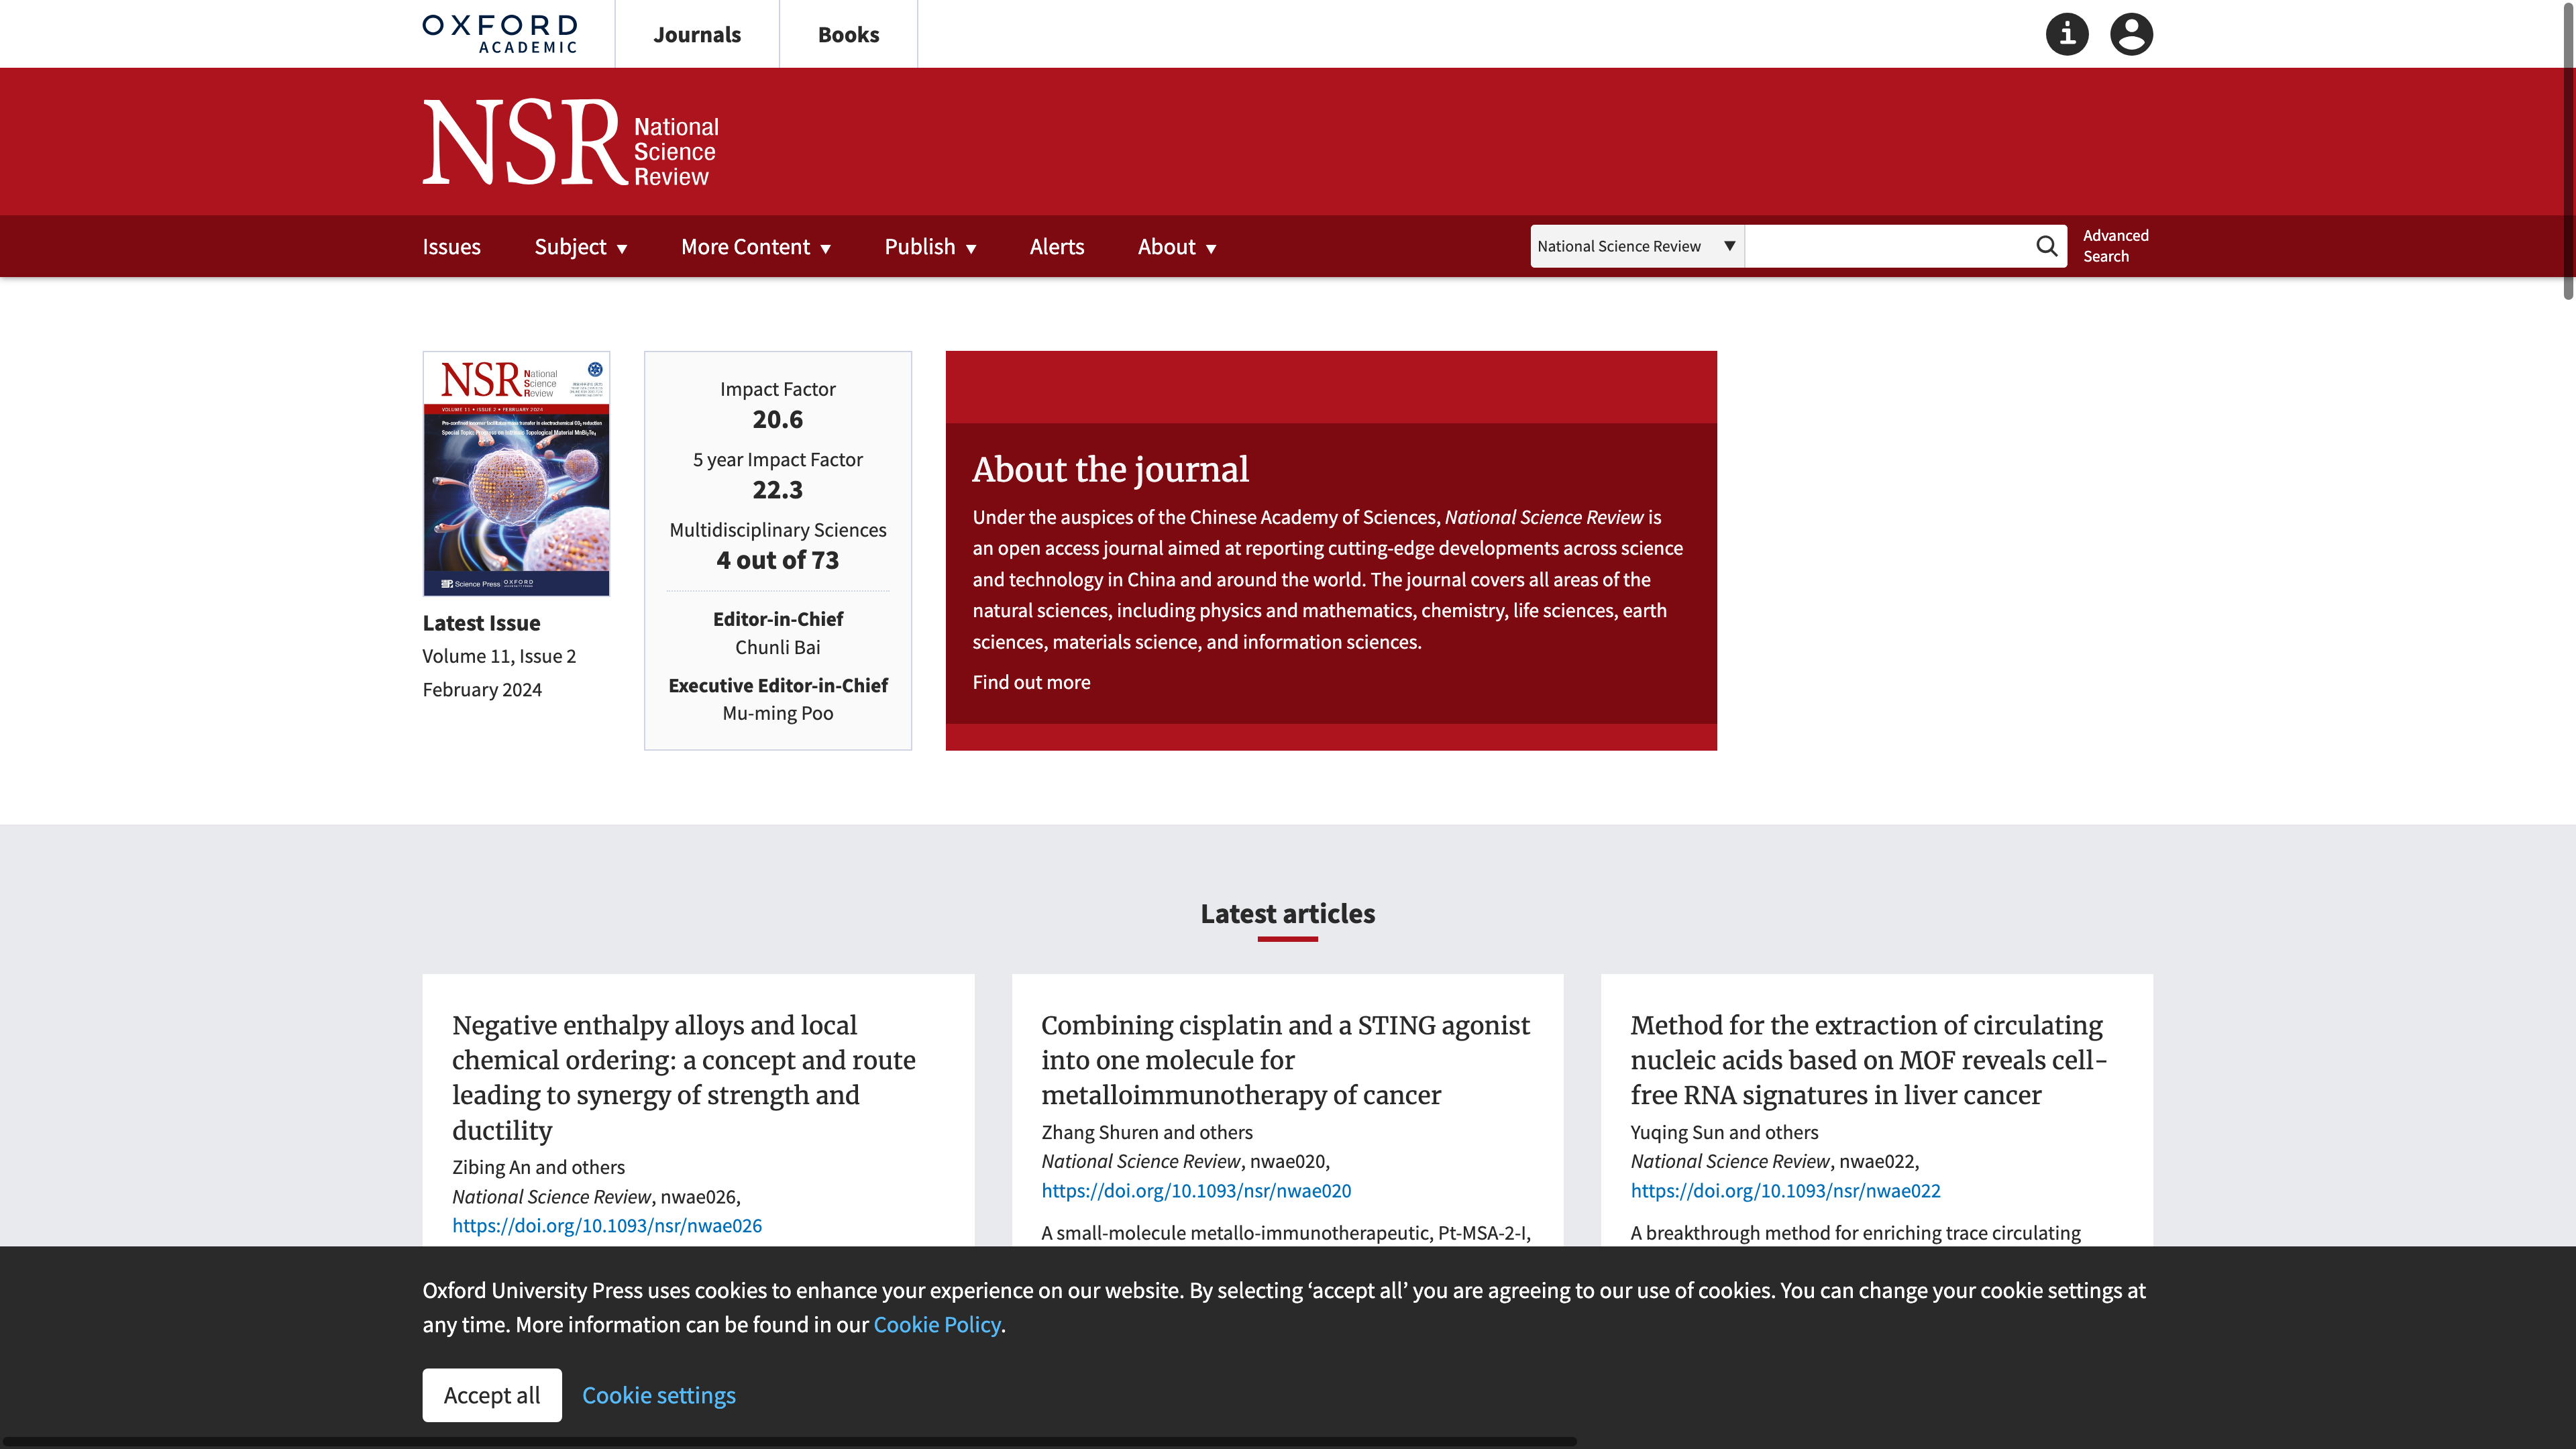 OXFORD
ACADEMIC
Journals
Books
NSR
National
Science
Review
Issues
Subject
More Content
Publish
Alerts
About
National Science Review
Advanced
Search
NSR
National
Science
Review
VOLUME 11 • ISSUE 2 • FEBRUARY 2024
Science Press
OXFORD
Latest Issue
Volume 11, Issue 2
February 2024
Impact Factor
20.6
5 year Impact Factor
22.3
Multidisciplinary Sciences
4 out of 73
Editor-in-Chief
Chunli Bai
Executive Editor-in-Chief
Mu-ming Poo
About the journal
Under the auspices of the Chinese Academy of Sciences, National Science Review is
an open access journal aimed at reporting cutting-edge developments across science
and technology in China and around the world. The journal covers all areas of the
natural sciences, including physics and mathematics, chemistry, life sciences, earth
sciences, materials science, and information sciences.
Find out more
Latest articles
Negative enthalpy alloys and local
chemical ordering: a concept and route
leading to synergy of strength and
ductility
Zibing An and others
National Science Review, nwae026,
https://doi.org/10.1093/nsr/nwae026
Combining cisplatin and a STING agonist
into one molecule for
metalloimmunotherapy of cancer
Zhang Shuren and others
National Science Review, nwae020,
https://doi.org/10.1093/nsr/nwae020
A small-molecule metallo-immunotherapeutic, Pt-MSA-2-I,
Method for the extraction of circulating
nucleic acids based on MOF reveals cell-
free RNA signatures in liver cancer
Yuqing Sun and others
National Science Review, nwae022,
https://doi.org/10.1093/nsr/nwae022
A breakthrough method for enriching trace circulating
Oxford University Press uses cookies to enhance your experience on our website. By selecting ‘accept all’ you are agreeing to our use of cookies. You can change your cookie settings at
any time. More information can be found in our Cookie Policy.
Accept all
Cookie settings